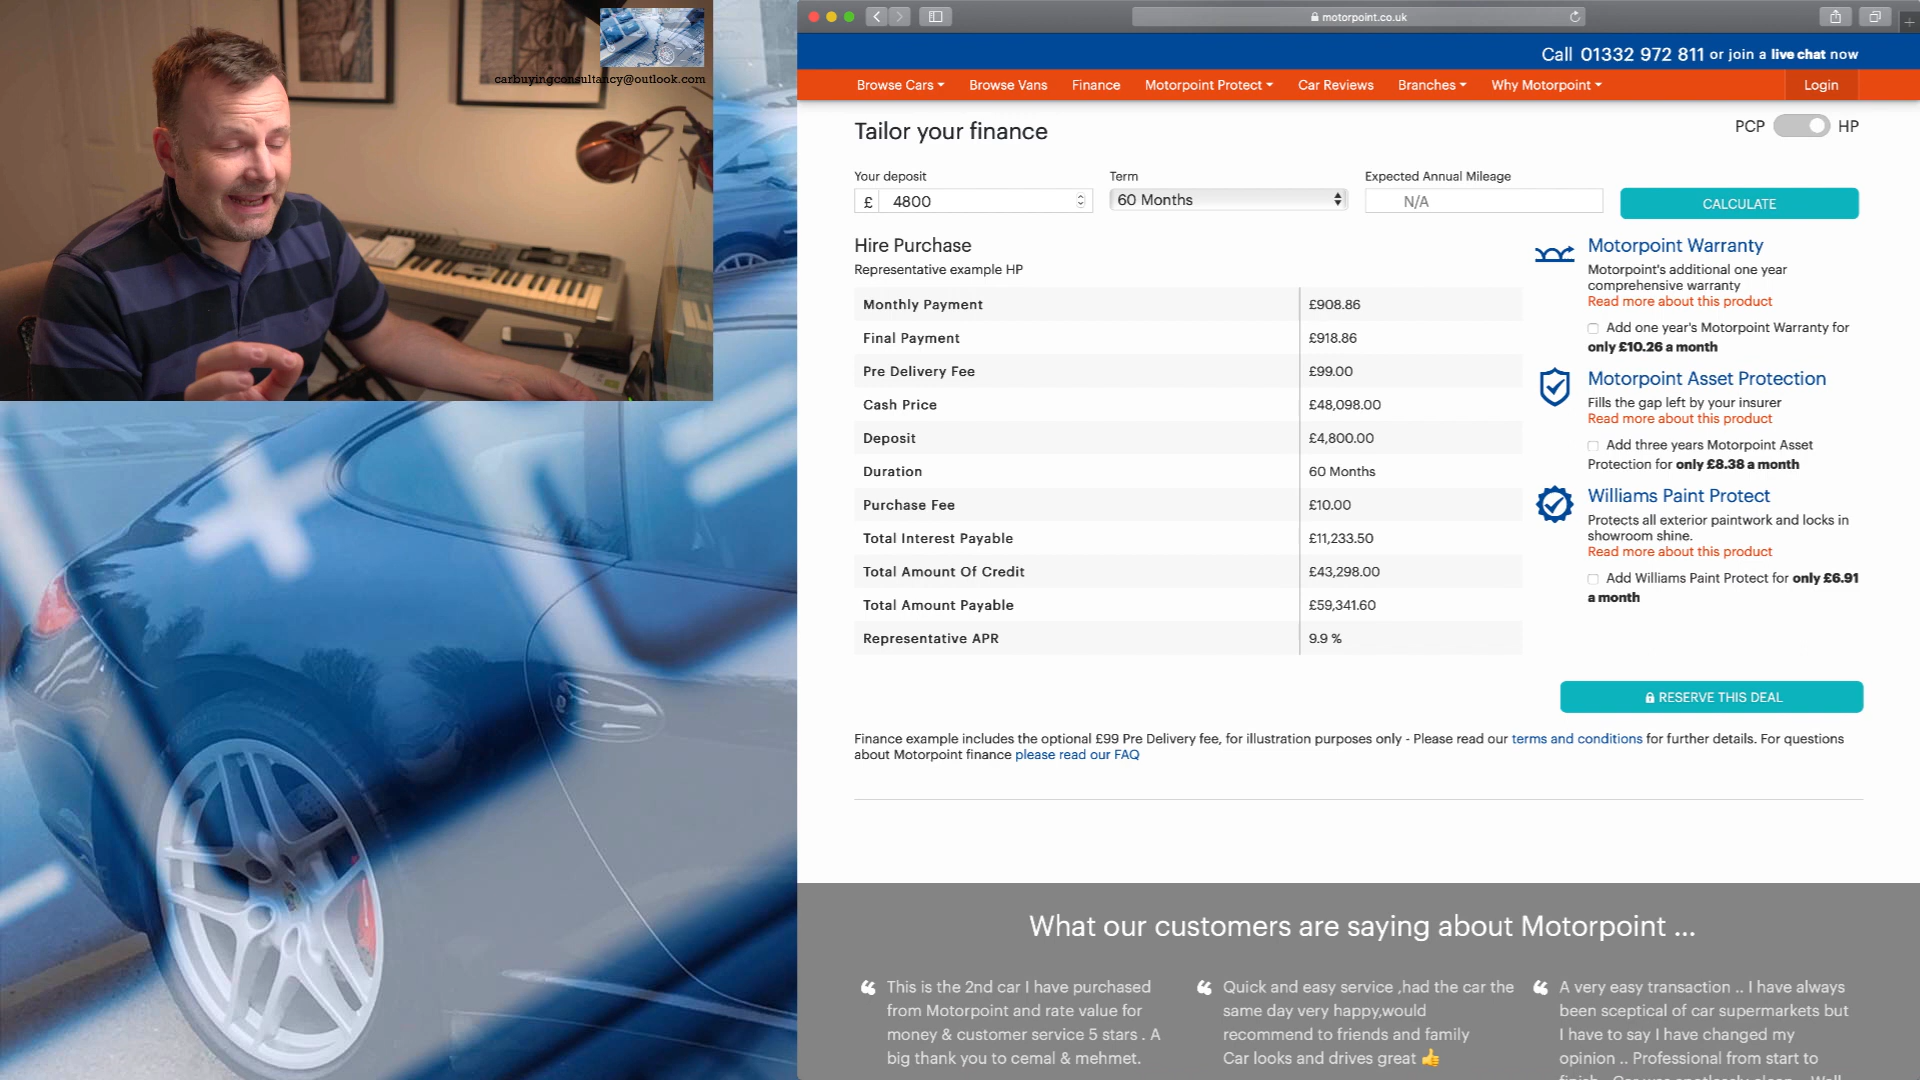 carbuyingconsultancy@outlook.com
motorpoint.co.uk
Call 01332 972 811 or join a live chat now
Browse Cars
Browse Vans
Finance
Motorpoint Protect
Car Reviews
Branches
Why Motorpoint
Login
Tailor your finance
PCP
HP
Your deposit
Term
Expected Annual Mileage
£ 4800
60 Months
N/A
CALCULATE
Hire Purchase
Representative example HP
Monthly Payment £908.86
Final Payment £918.86
Pre Delivery Fee £99.00
Cash Price £48,098.00
Deposit £4,800.00
Duration 60 Months
Purchase Fee £10.00
Total Interest Payable £11,233.50
Total Amount Of Credit £43,298.00
Total Amount Payable £59,341.60
Representative APR 9.9 %
Motorpoint Warranty
Motorpoint's additional one year
comprehensive warranty
Read more about this product
Add one year's Motorpoint Warranty for
only £10.26 a month
Motorpoint Asset Protection
Fills the gap left by your insurer
Read more about this product
Add three years Motorpoint Asset
Protection for only £8.38 a month
Williams Paint Protect
Protects all exterior paintwork and locks in
showroom shine.
Read more about this product
Add Williams Paint Protect for only £6.91
a month
RESERVE THIS DEAL
Finance example includes the optional £99 Pre Delivery fee, for illustration purposes only - Please read our terms and conditions for further details. For questions
about Motorpoint finance please read our FAQ
What our customers are saying about Motorpoint ...
This is the 2nd car I have purchased
from Motorpoint and rate value for
money & customer service 5 stars . A
big thank you to cemal & mehmet.
Quick and easy service ,had the car the
same day very happy,would
recommend to friends and family
Car looks and drives great 👍
A very easy transaction .. I have always
been sceptical of car supermarkets but
I have to say I have changed my
opinion .. Professional from start to